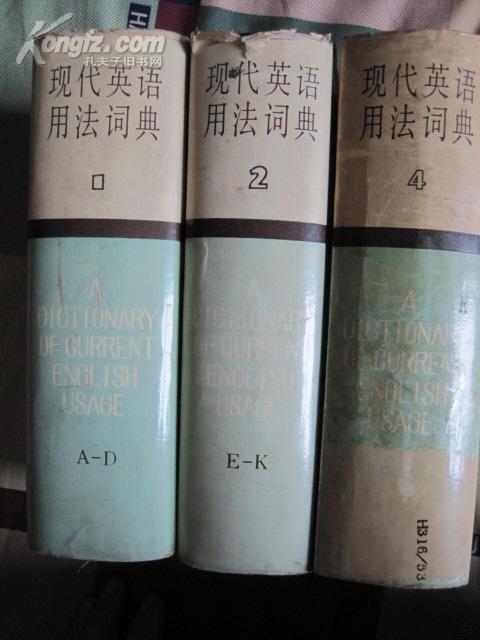 Kongfz.com
孔夫子旧书网
现代英语
用法词典
1
A
DICTIONARY
OF CURRENT
ENGLISH
USAGE
A-D
现代英语
用法词典
2
A
DICTIONARY
OF CURRENT
ENGLISH
USAGE
E-K
现代英语
用法词典
4
A
DICTIONARY
OF CURRENT
ENGLISH
USAGE
H316/53